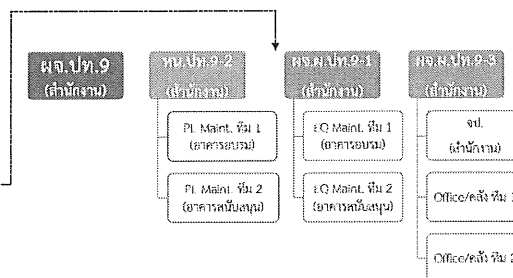 ผจ.ปท.9
(สำนักงาน)
หน.ปท.9-2
(สำนักงาน)
ผจ.ผ.ปท.9-1
(สำนักงาน)
ผจ.ผ.ปท.9-3
(สำนักงาน)
PL Maint. ทีม 1
(อาคารอบรม)
EQ Maint. ทีม 1
(อาคารอบรม)
จป.
(สำนักงาน)
PL Maint. ทีม 2
(อาคารสนับสนุน)
EQ Maint. ทีม 2
(อาคารสนับสนุน)
Office/คลัง ทีม 1
Office/คลัง ทีม 2